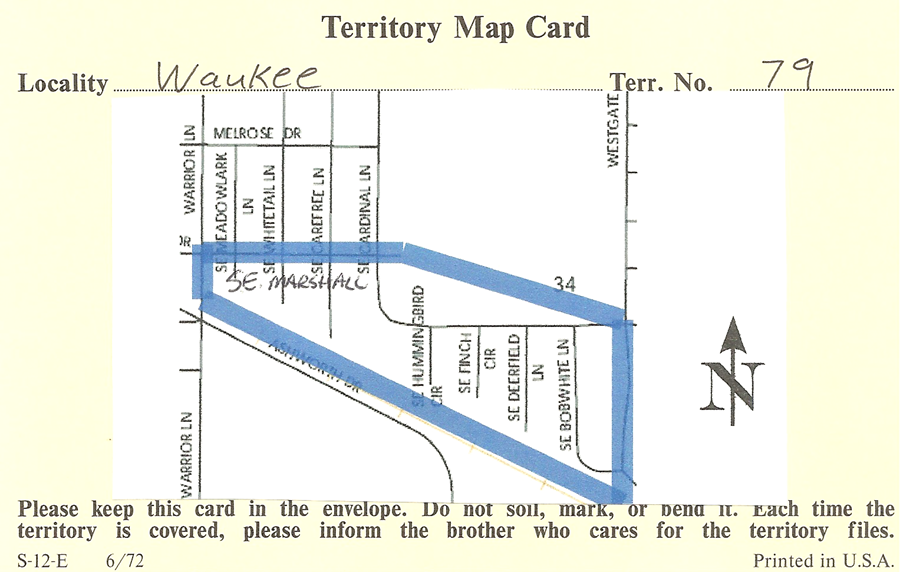 Territory Map Card
Locality Waukee Terr. No. 79
WARRIOR LN
MELROSE DR
WESTGATE
SE MEADOWLARK
LN
SE WHITETAIL LN
SE CAREFREE LN
SE CARDINAL LN
DR
SE. MARSHALL
34
ASHWORTH DR
SE HUMMINGBIRD
CIR
SE FINCH
CIR
SE DEERFIELD
LN
SE BOBWHITE LN
WARRIOR LN
N
Please keep this card in the envelope. Do not soil, mark, or bend it. Each time the
territory is covered, please inform the brother who cares for the territory files.
S-12-E 6/72
Printed in U.S.A.